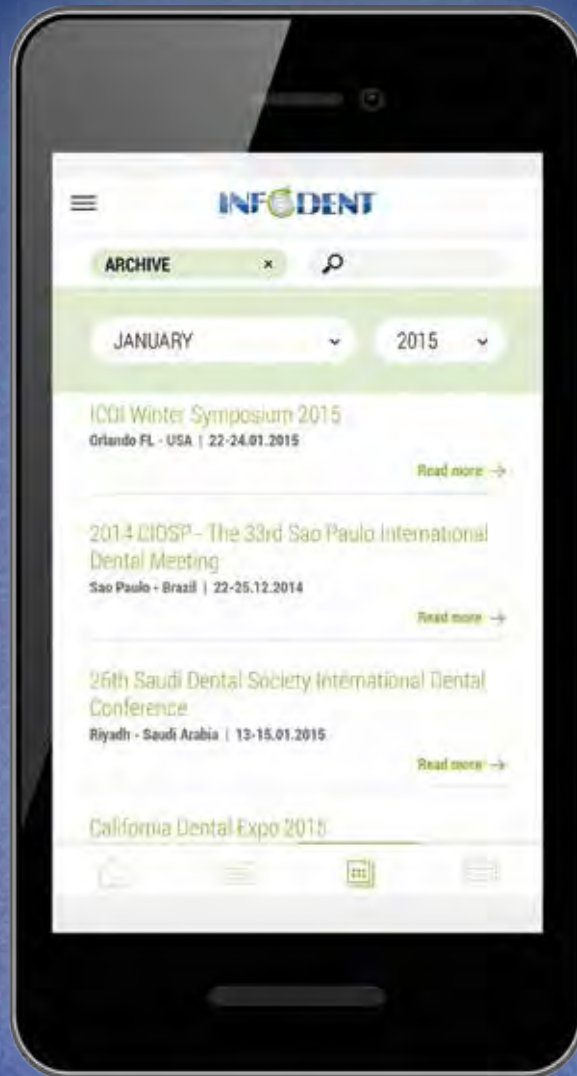 INFODENT
ARCHIVE ×
JANUARY 2015
ICOI Winter Symposium 2015
Orlando FL - USA | 22-24.01.2015
Read more →
2014 CIOSP - The 33rd Sao Paulo International
Dental Meeting
Sao Paulo - Brazil | 22-25.12.2014
Read more →
26th Saudi Dental Society International Dental
Conference
Riyadh - Saudi Arabia | 13-15.01.2015
Read more →
California Dental Expo 2015